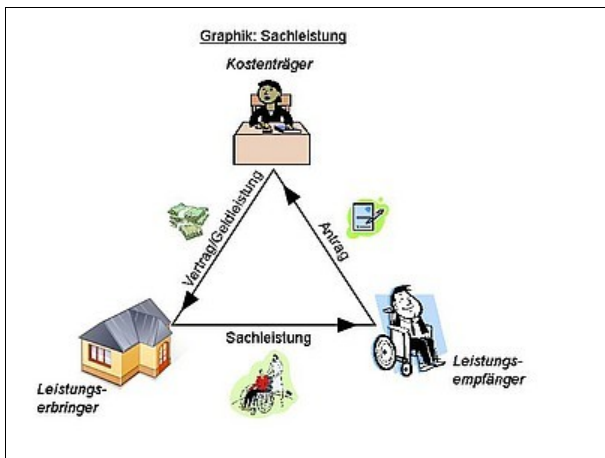 Graphik: Sachleistung
Kostenträger
Vertrag/Geldleistung
Antrag
Sachleistung
Leistungs-
erbringer
Leistungs-
empfänger